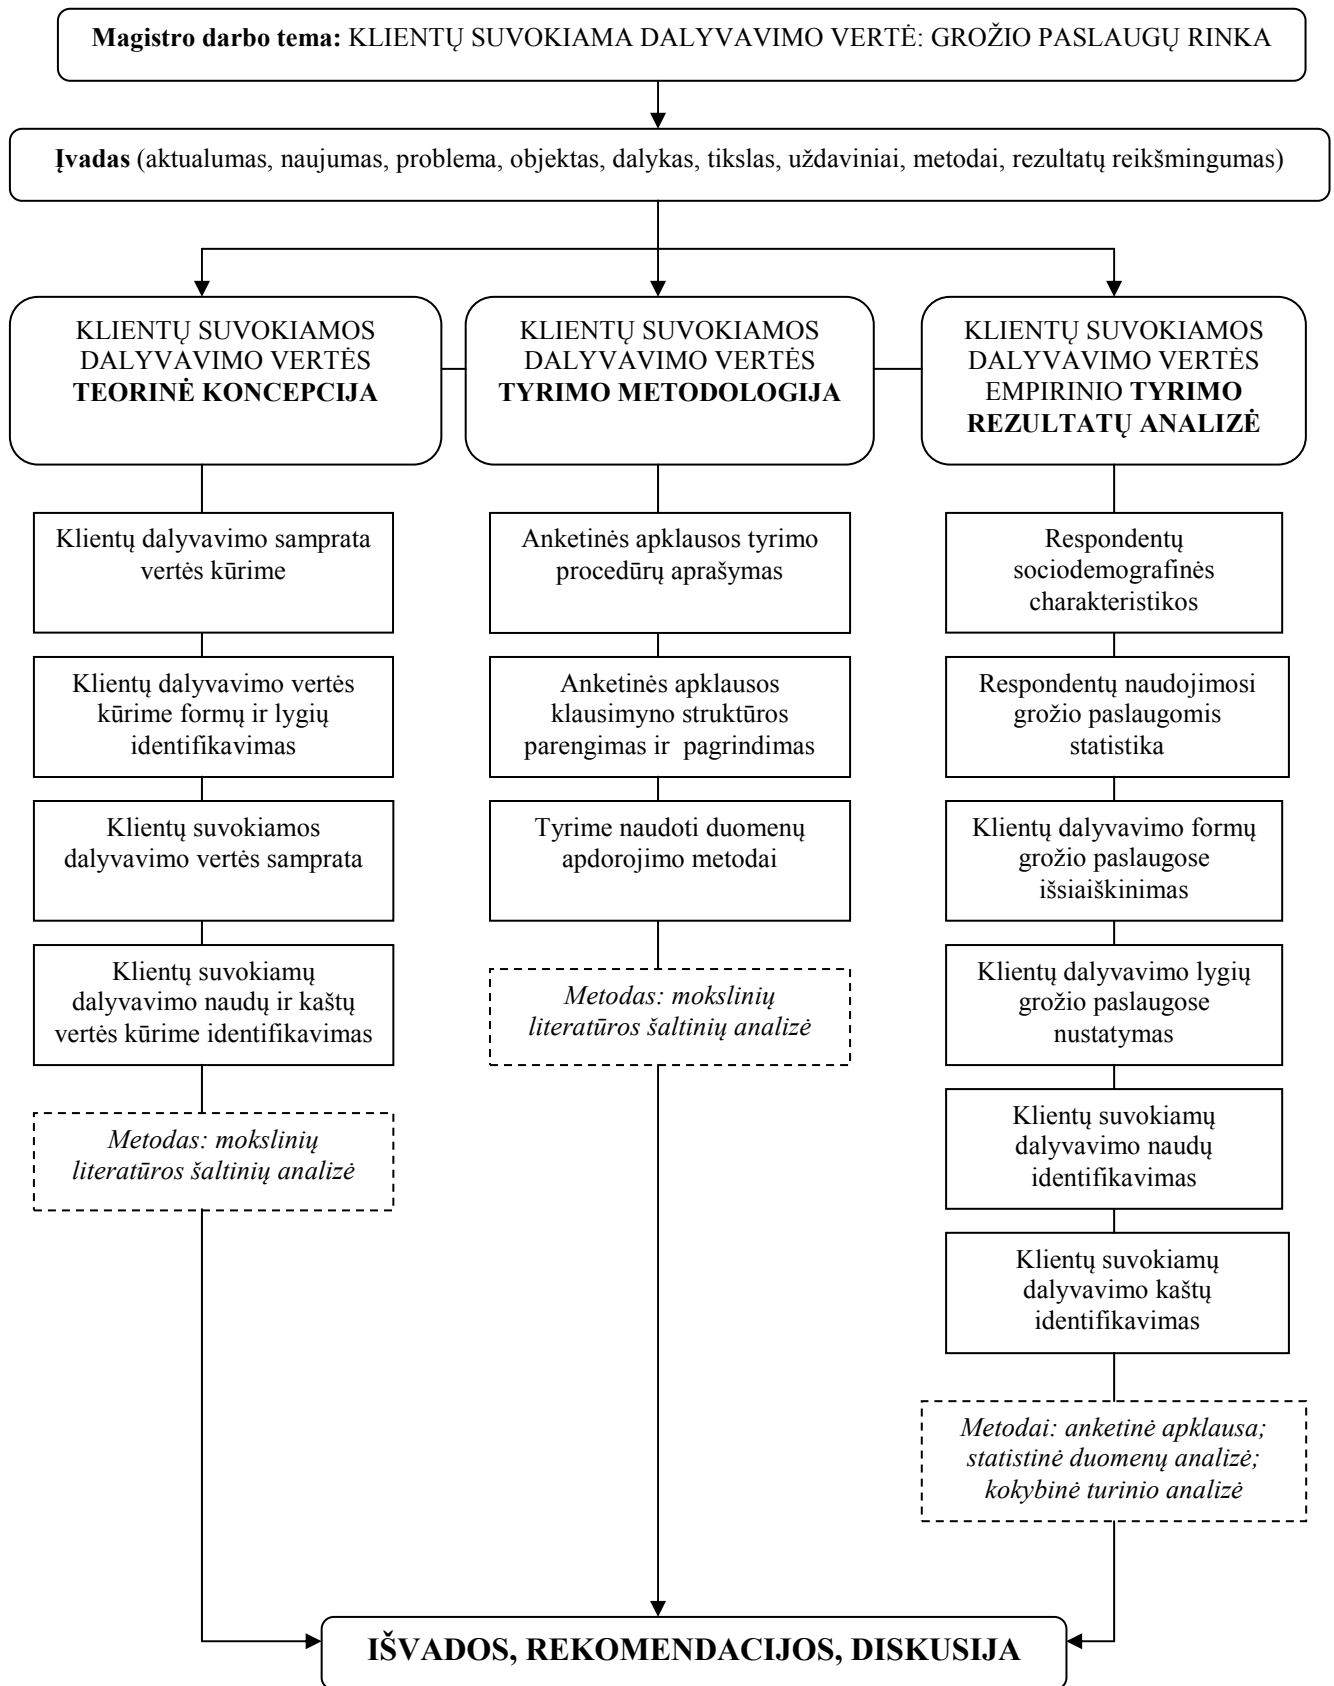 Magistro darbo tema: KLIENTŲ SUVOKIAMA DALYVAVIMO VERTĖ: GROŽIO PASLAUGŲ RINKA
Įvadas (aktualumas, naujumas, problema, objektas, dalykas, tikslas, uždaviniai, metodai, rezultatų reikšmingumas)
KLIENTŲ SUVOKIAMOS
DALYVAVIMO VERTĖS
TEORINĖ KONCEPCIJA
KLIENTŲ SUVOKIAMOS
DALYVAVIMO VERTĖS
TYRIMO METODOLOGIJA
KLIENTŲ SUVOKIAMOS
DALYVAVIMO VERTĖS
EMPIRINIO TYRIMO
REZULTATŲ ANALIZĖ
Klientų dalyvavimo samprata
vertės kūrime
Klientų dalyvavimo vertės
kūrime formų ir lygių
identifikavimas
Klientų suvokiamos
dalyvavimo vertės samprata
Klientų suvokiamų
dalyvavimo naudų ir kaštų
vertės kūrime identifikavimas
Metodas: mokslinių
literatūros šaltinių analizė
Anketinės apklausos tyrimo
procedūrų aprašymas
Anketinės apklausos
klausimyno struktūros
parengimas ir pagrindimas
Tyrime naudoti duomenų
apdorojimo metodai
Metodas: mokslinių
literatūros šaltinių analizė
Respondentų
sociodemografinės
charakteristikos
Respondentų naudojimosi
grožio paslaugomis
statistika
Klientų dalyvavimo formų
grožio paslaugose
išsiaiškinimas
Klientų dalyvavimo lygių
grožio paslaugose
nustatymas
Klientų suvokiamų
dalyvavimo naudų
identifikavimas
Klientų suvokiamų
dalyvavimo kaštų
identifikavimas
Metodai: anketinė apklausa;
statistinė duomenų analizė;
kokybinė turinio analizė
IŠVADOS, REKOMENDACIJOS, DISKUSIJA